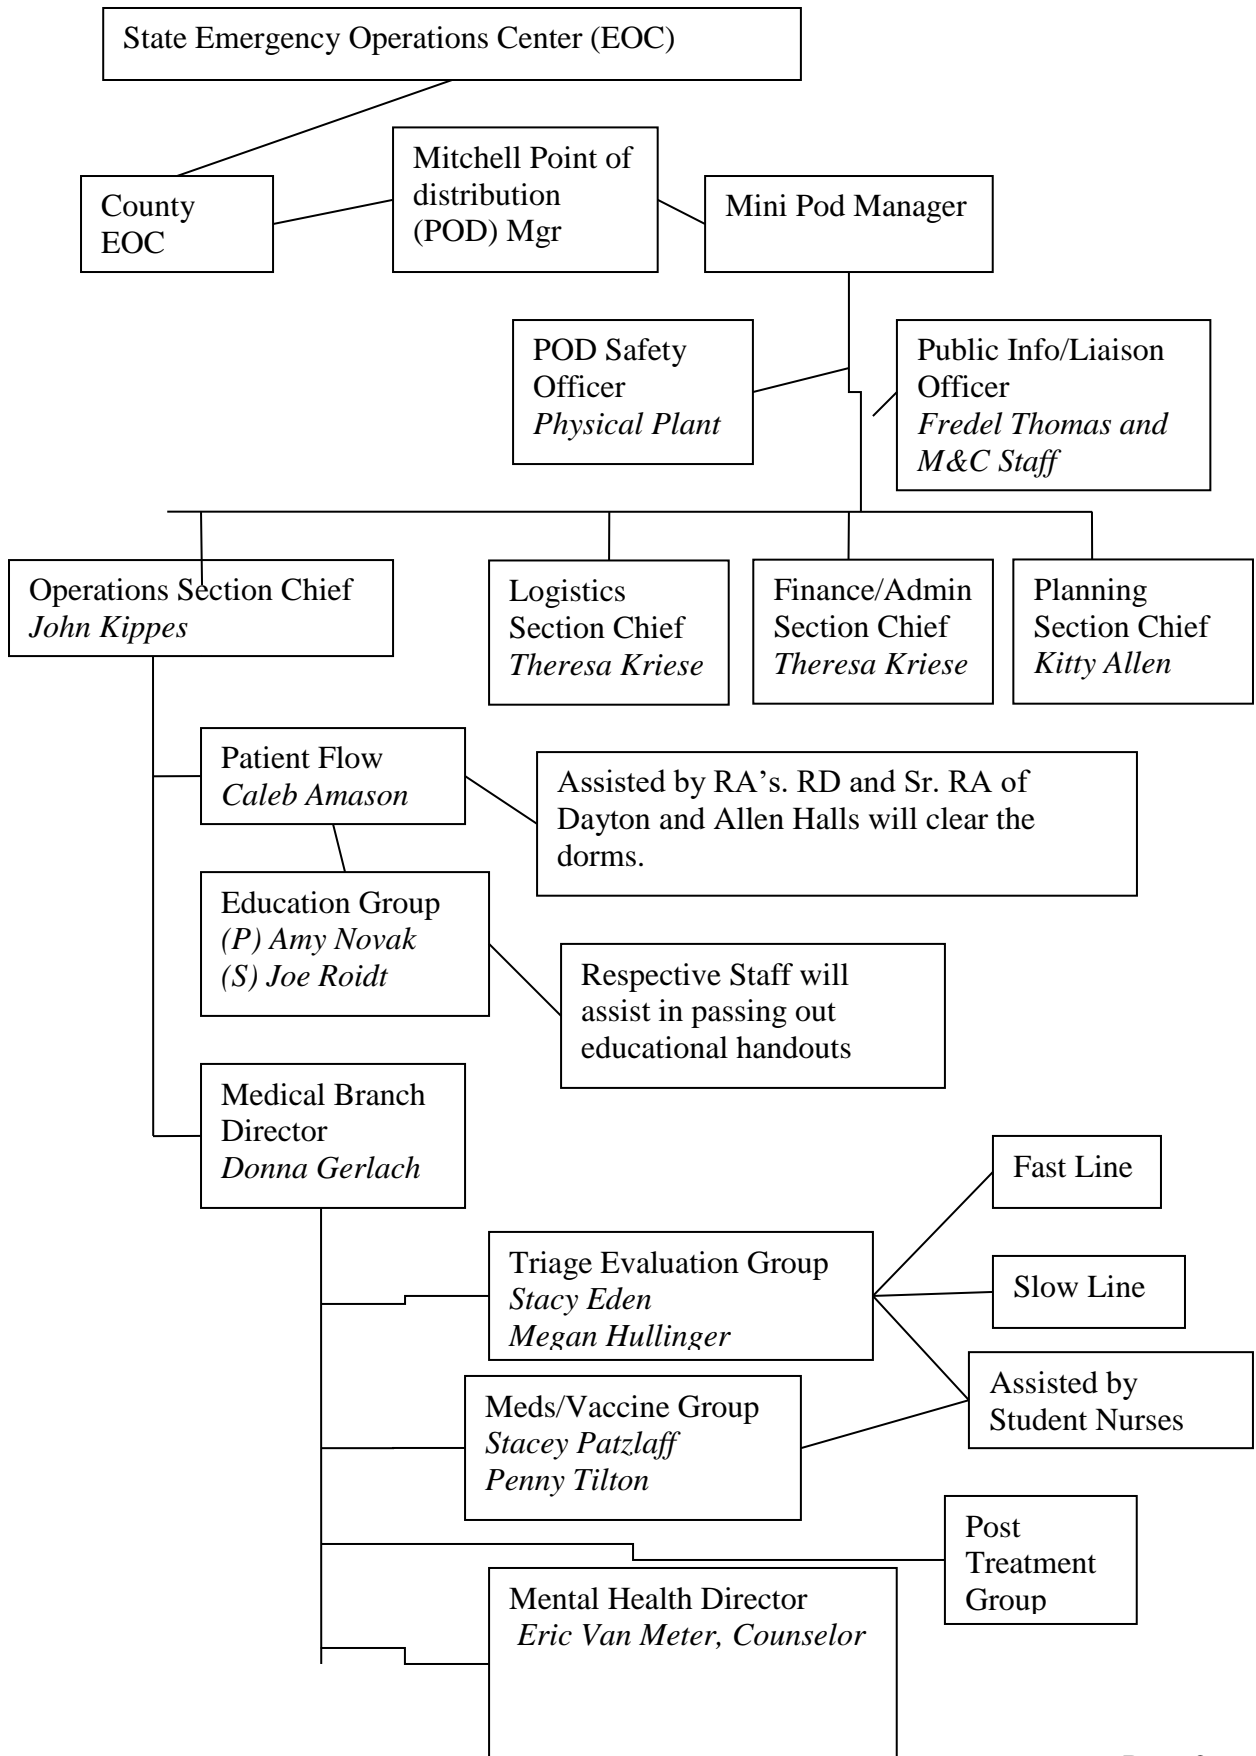 State Emergency Operations Center (EOC)
County
EOC
Mitchell Point of
distribution
(POD) Mgr
Mini Pod Manager
POD Safety
Officer
Physical Plant
Public Info/Liaison
Officer
Fredel Thomas and
M&C Staff
Operations Section Chief
John Kippes
Logistics
Section Chief
Theresa Kriese
Finance/Admin
Section Chief
Theresa Kriese
Planning
Section Chief
Kitty Allen
Patient Flow
Caleb Amason
Assisted by RA’s. RD and Sr. RA of
Dayton and Allen Halls will clear the
dorms.
Education Group
(P) Amy Novak
(S) Joe Roidt
Respective Staff will
assist in passing out
educational handouts
Medical Branch
Director
Donna Gerlach
Fast Line
Triage Evaluation Group
Stacy Eden
Megan Hullinger
Slow Line
Assisted by
Student Nurses
Meds/Vaccine Group
Stacey Patzlaff
Penny Tilton
Post
Treatment
Group
Mental Health Director
Eric Van Meter, Counselor